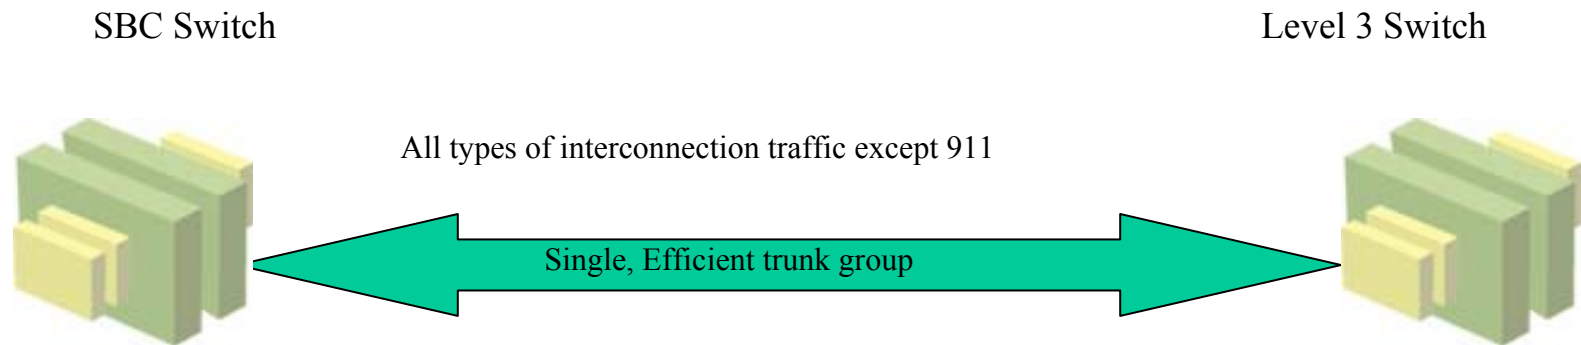 SBC Switch
Level 3 Switch
All types of interconnection traffic except 911
Single, Efficient trunk group